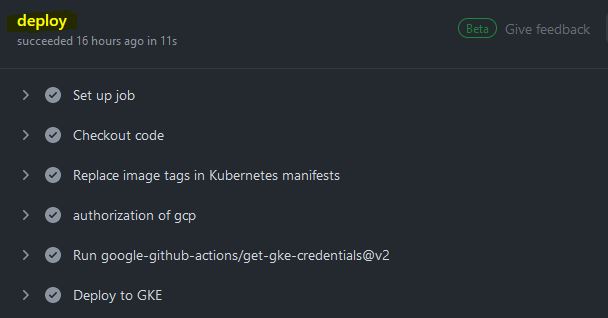 deploy
succeeded 16 hours ago in 11s
Beta Give feedback
Set up job
Checkout code
Replace image tags in Kubernetes manifests
authorization of gcp
Run google-github-actions/get-gke-credentials@v2
Deploy to GKE